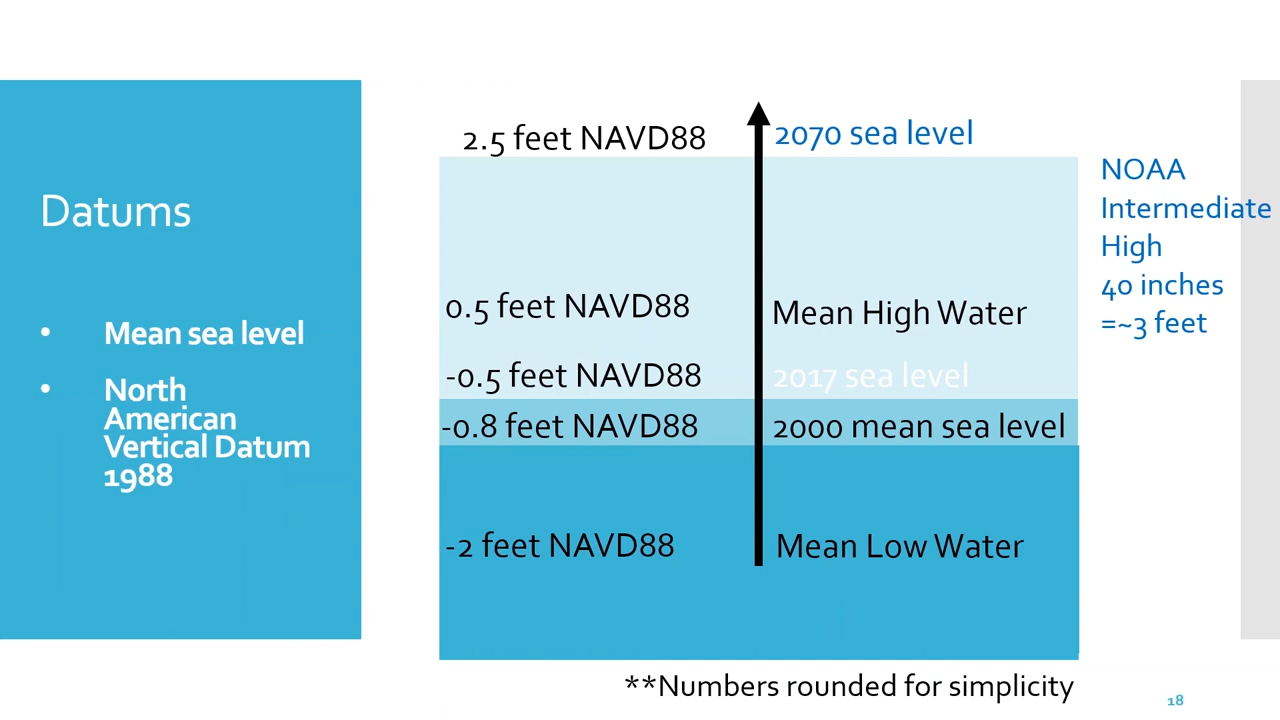 Datums
• Mean sea level
• North
American
Vertical Datum
1988
2.5 feet NAVD88
2070 sea level
0.5 feet NAVD88
Mean High Water
-0.5 feet NAVD88
2017 sea level
-0.8 feet NAVD88
2000 mean sea level
-2 feet NAVD88
Mean Low Water
NOAA
Intermediate
High
40 inches
=~3 feet
**Numbers rounded for simplicity
18